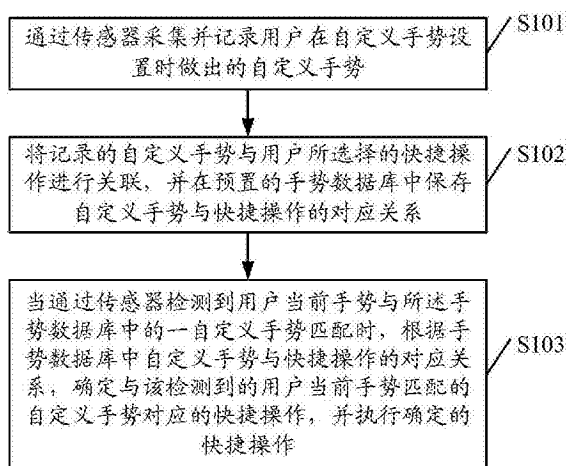 通过传感器采集并记录用户在自定义手势设
置时做出的自定义手势
S101
将记录的自定义手势与用户所选择的快捷操
作进行关联，并在预置的手势数据库中保存
自定义手势与快捷操作的对应关系
S102
当通过传感器检测到用户当前手势与所述手
势数据库中的一自定义手势匹配时，根据手
势数据库中自定义手势与快捷操作的对应关
系，确定与该检测到的用户当前手势匹配的
自定义手势对应的快捷操作，并执行确定的
快捷操作
S103